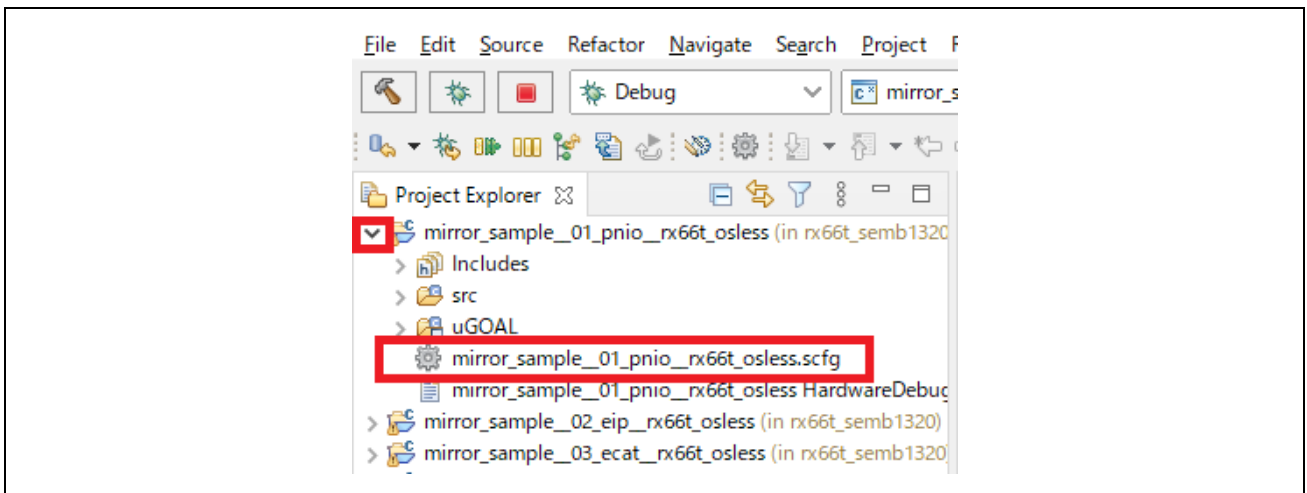 File Edit Source Refactor Navigate Search Project
Debug mirror_s
Project Explorer
mirror_sample__01_pnio__rx66t_osless (in rx66t_semb1320
Includes
src
uGOAL
mirror_sample__01_pnio__rx66t_osless.scfg
mirror_sample__01_pnio__rx66t_osless HardwareDebug
mirror_sample__02_eip__rx66t_osless (in rx66t_semb1320)
mirror_sample__03_ecat__rx66t_osless (in rx66t_semb1320